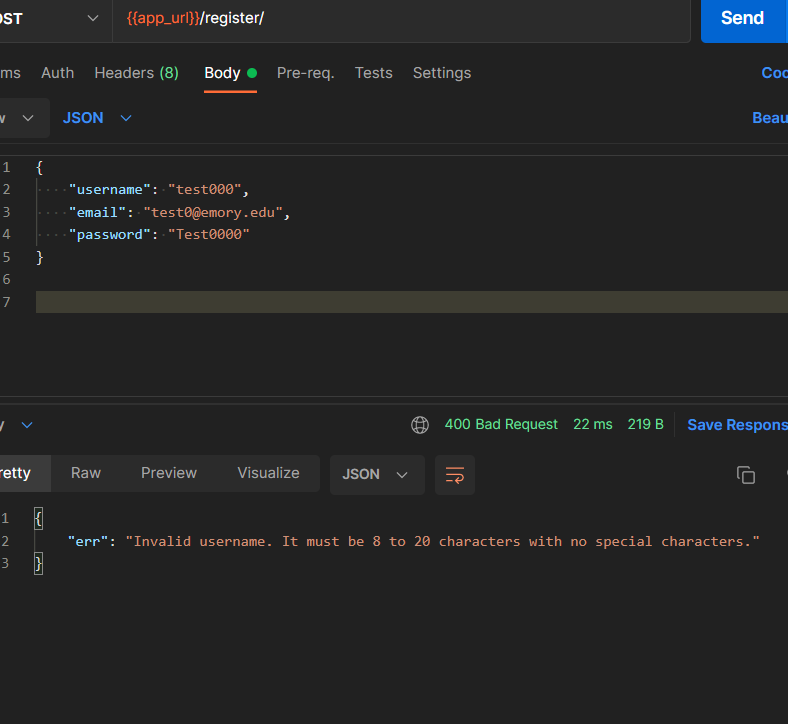 OST {{app_url}}/register/ Send
ms Auth Headers (8) Body Pre-req. Tests Settings Coo
w JSON Beau
1 {
2 "username": "test000",
3 "email": "test0@emory.edu",
4 "password": "Test0000"
5 }
6
7
y 400 Bad Request 22 ms 219 B Save Respons
retty Raw Preview Visualize JSON
1 {
2 "err": "Invalid username. It must be 8 to 20 characters with no special characters."
3 }